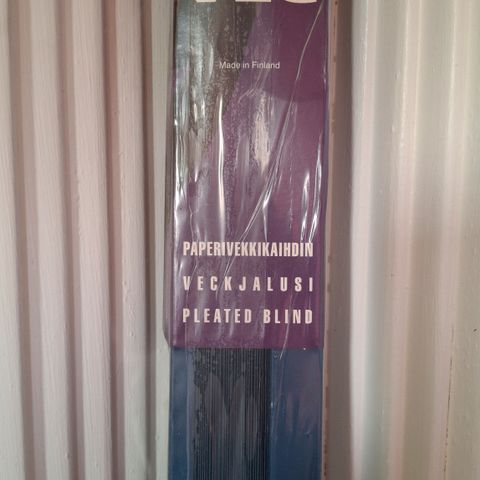 Made in Finland
PAPERIVEKKIKAIHDIN
VECKJALUSI
PLEATED BLIND